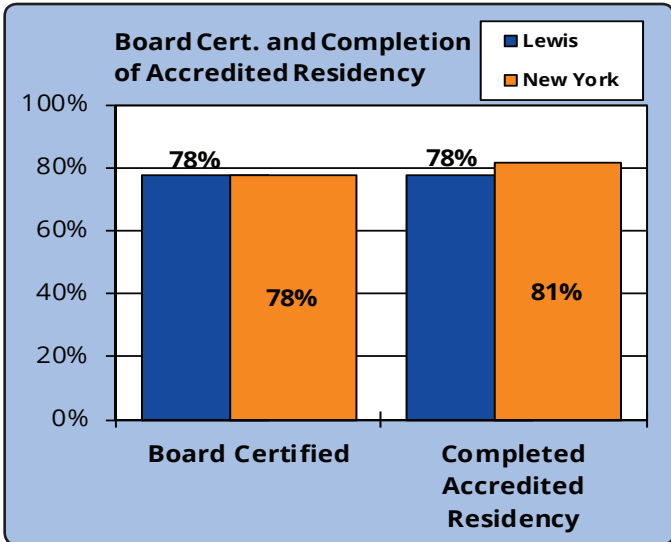 Board Cert. and Completion
of Accredited Residency
Lewis
New York
100%
80%
60%
40%
20%
0%
78%
78%
78%
81%
Board Certified
Completed
Accredited
Residency